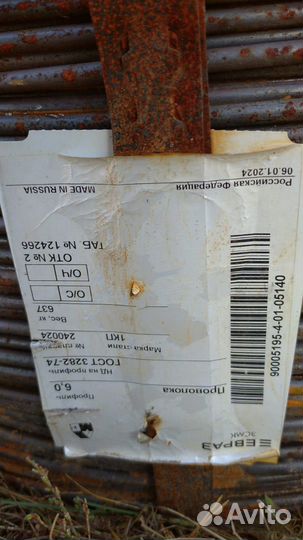 ЕВРАЗ
ЗСМК
Профиль
6.0
Проволока
НД на профиль
ГОСТ 3282-74
Марка стали
1КП
№ плавки
240024
Вес, кг
637
О/С
О/Ч
ОТК № 2
ТАБ № 124266
90005195-4-01-05140
MADE IN RUSSIA
Российская Федерация
06.01.2024
Avito